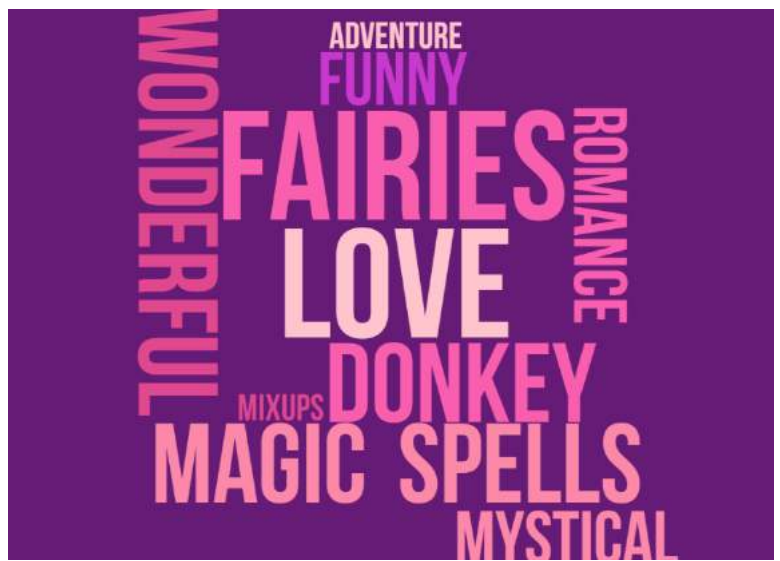 WONDERFUL
ADVENTURE
FUNNY
FAIRIES
ROMANCE
LOVE
DONKEY
MIXUPS
MAGIC SPELLS
MYSTICAL